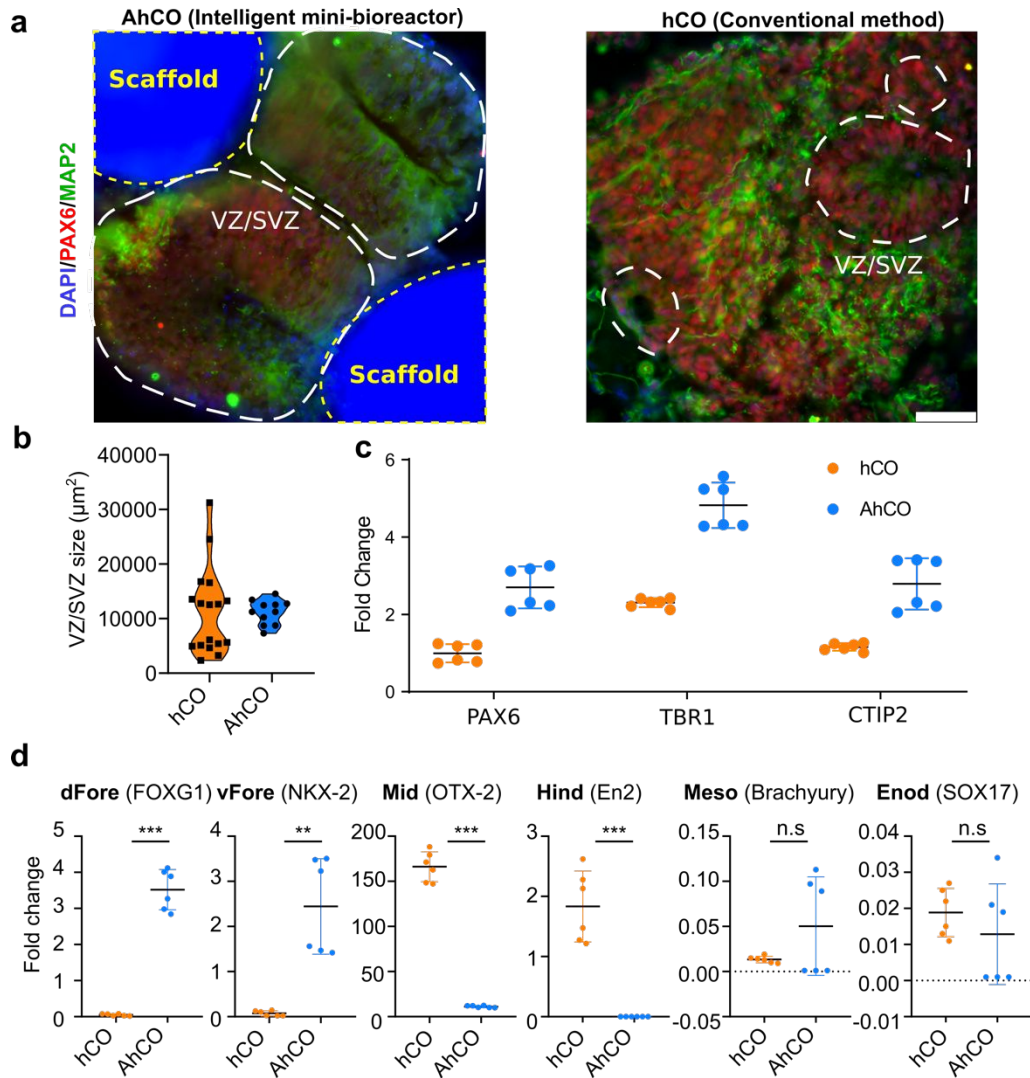 a
AhCO (Intelligent mini-bioreactor)
hCO (Conventional method)
DAPI/PAX6/MAP2
Scaffold
VZ/SVZ
Scaffold
VZ/SVZ
b
VZ/SVZ size (µm²)
40000
30000
20000
10000
0
hCO
AhCO
c
Fold Change
6
4
2
0
hCO
AhCO
PAX6
TBR1
CTIP2
d
Fold change
dFore (FOXG1)
***
5
4
3
2
1
0
hCO
AhCO
vFore (NKX-2)
**
4
3
2
1
0
hCO
AhCO
Mid (OTX-2)
***
200
150
100
50
0
hCO
AhCO
Hind (En2)
***
3
2
1
0
hCO
AhCO
Meso (Brachyury)
n.s
0.15
0.10
0.05
0.00
-0.05
hCO
AhCO
Enod (SOX17)
n.s
0.04
0.03
0.02
0.01
0.00
-0.01
hCO
AhCO